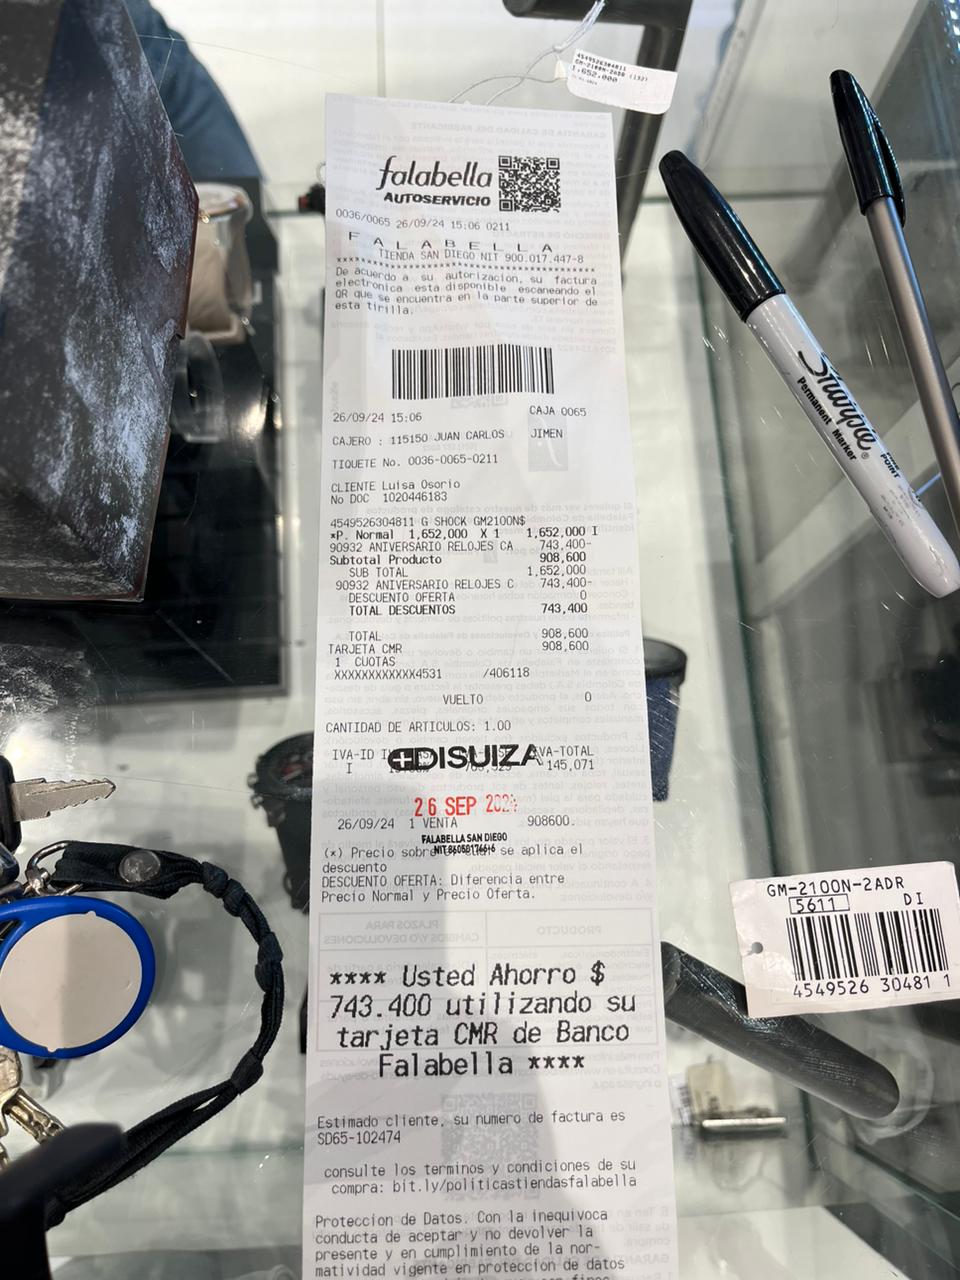 4549526304811
GM-2100N-2ADR (132)
1,652,000
falabella
AUTOSERVICIO
0036/0065 26/09/24 15:06 0211
F A L A B E L L A
TIENDA SAN DIEGO NIT 900.017.447-8
De acuerdo a su autorizacion, su factura
electronica esta disponible escaneando el
QR que se encuentra en la parte superior de
esta tirilla.
26/09/24 15:06 CAJA 0065
CAJERO : 115150 JUAN CARLOS JIMEN
TIQUETE No. 0036-0065-0211
CLIENTE Luisa Osorio
No DOC 1020446183
4549526304811 G SHOCK GM2100N$
*P. Normal 1,652,000 X 1 1,652,000 I
90932 ANIVERSARIO RELOJES CA 743,400-
Subtotal Producto 908,600
SUB TOTAL 1,652,000
90932 ANIVERSARIO RELOJES C 743,400-
DESCUENTO OFERTA 0
TOTAL DESCUENTOS 743,400
TOTAL 908,600
TARJETA CMR 908,600
1 CUOTAS
XXXXXXXXXXXX4531 /406118
VUELTO 0
CANTIDAD DE ARTICULOS: 1.00
IVA-ID IVA-TOTAL
DISUIZA
I 145,071
26 SEP 2024
26/09/24 1 VENTA 908600.
FALABELLA SAN DIEGO
(*) Precio sobre el cual se aplica el
descuento
DESCUENTO OFERTA: Diferencia entre
Precio Normal y Precio Oferta.
**** Usted Ahorro $
743.400 utilizando su
tarjeta CMR de Banco
Falabella ****
Estimado cliente, su numero de factura es
SD65-102474
consulte los terminos y condiciones de su
compra: bit.ly/politicastiendasfalabella
Proteccion de Datos. Con la inequivoca
conducta de aceptar y no devolver la
presente y en cumplimiento de la nor-
matividad vigente en proteccion de datos
Sharpie
Permanent Marker
FINE
POINT
GM-2100N-2ADR
5611 DI
4549526 30481 1